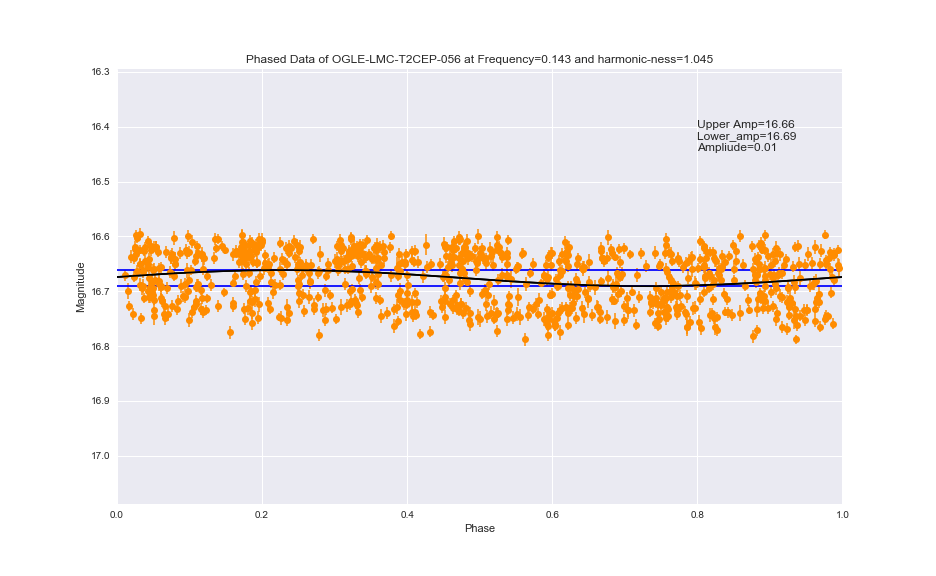 Phased Data of OGLE-LMC-T2CEP-056 at Frequency=0.143 and harmonic-ness=1.045
16.3
16.4
16.5
16.6
16.7
16.8
16.9
17.0
Magnitude
Upper Amp=16.66
Lower_amp=16.69
Ampliude=0.01
0.0 0.2 0.4 0.6 0.8 1.0
Phase